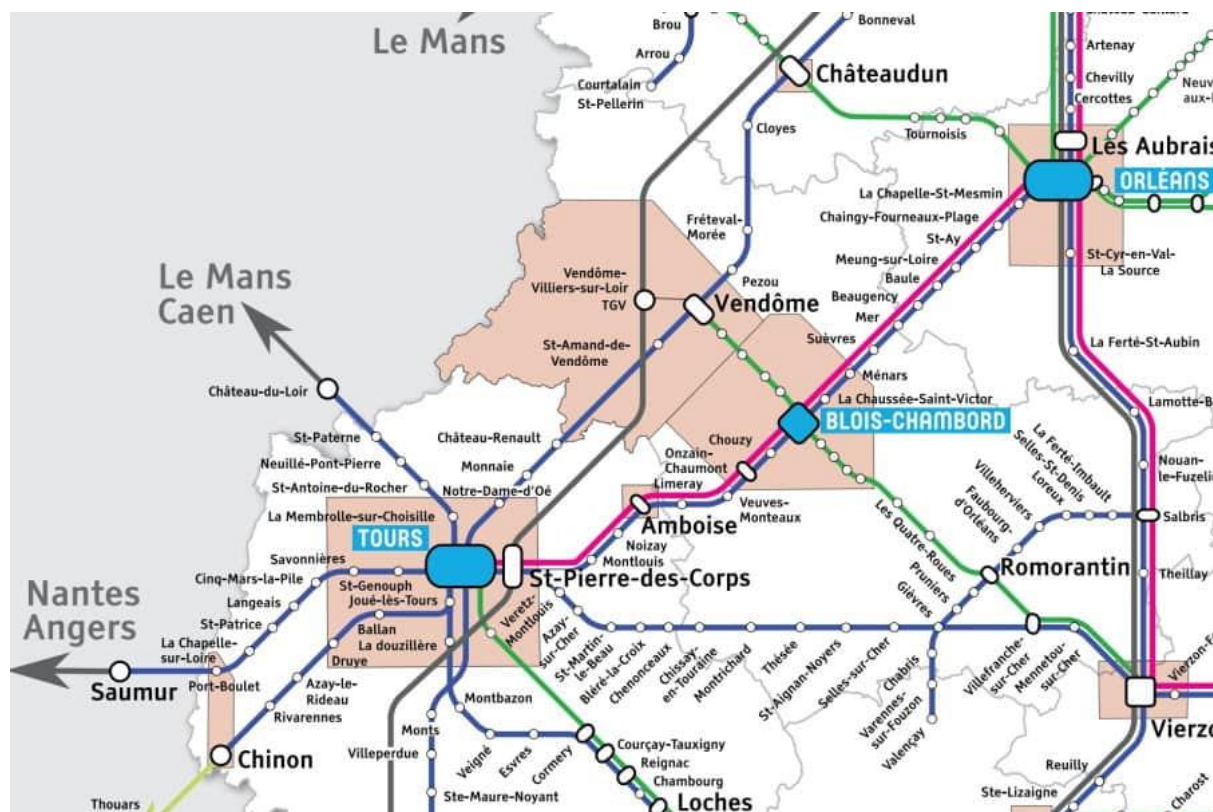 Le Mans
Brou
Arrou
Courtalain
St-Pellerin
Bonneval
Châteaudun
Cloyes
Tournoisis
Artenay
Chevilly
Cercottes
Les Aubrais
ORLÉANS
La Chapelle-St-Mesmin
Chaingy-Fourneaux-Plage
St-Ay
Meung-sur-Loire
Baule
Beaugency
Mer
Suèvres
Ménars
La Chaussée-Saint-Victor
BLOIS-CHAMBORD
St-Cyr-en-Val-
La Source
La Ferté-St-Aubin
Lamotte-B
Nouan-
le-Fuzelie
Salbris
Theillay
Fréteval-
Morée
Pezou
Vendôme-
Villiers-sur-Loir
TGV
Vendôme
St-Amand-de-
Vendôme
Le Mans
Caen
Château-du-Loir
St-Paterne
Neuillé-Pont-Pierre
St-Antoine-du-Rocher
La Membrolle-sur-Choisille
Château-Renault
Monnaie
Notre-Dame-d'Oé
TOURS
Chouzy
Onzain-
Chaumont
Limeray
Veuves-
Monteaux
Amboise
Noizay
Montlouis
St-Pierre-des-Corps
Savonnières
Cinq-Mars-la-Pile
Langeais
St-Patrice
La Chapelle-
sur-Loire
Port-Boulet
Nantes
Angers
Saumur
St-Genouph
Joué-lès-Tours
Ballan
La douzillère
Druye
Azay-le-
Rideau
Rivarennes
Chinon
Thouars
Veretz-
Montlouis
Azay-
sur-Cher
St-Martin-
le-Beau
Bléré-la-Croix
Chenonceaux
Chissay-
en-Touraine
Montrichard
Thésée
St-Aignan-Noyers
Selles-sur-Cher
Chabris
Varennes-
sur-Fouzon
Valençay
Gièvres
Pruniers
Les Quatre-Roues
Romorantin
Faubourg-
d'Orléans
Villeherviers
Loreux
Selles-St-Denis
La Ferté-Imbault
Villefranche-
sur-Cher
Mennetou-
sur-Cher
Vierzo
Reuilly
Ste-Lizaigne
Montbazon
Monts
Villeperdue
Veigné
Esvres
Cormery
Courçay-Tauxigny
Reignac
Chambourg
Loches
Ste-Maure-Noyant